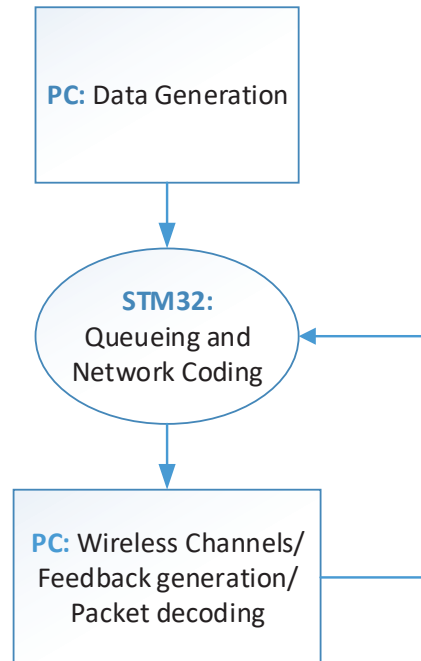 PC: Data Generation
STM32:
Queueing and
Network Coding
PC: Wireless Channels/
Feedback generation/
Packet decoding